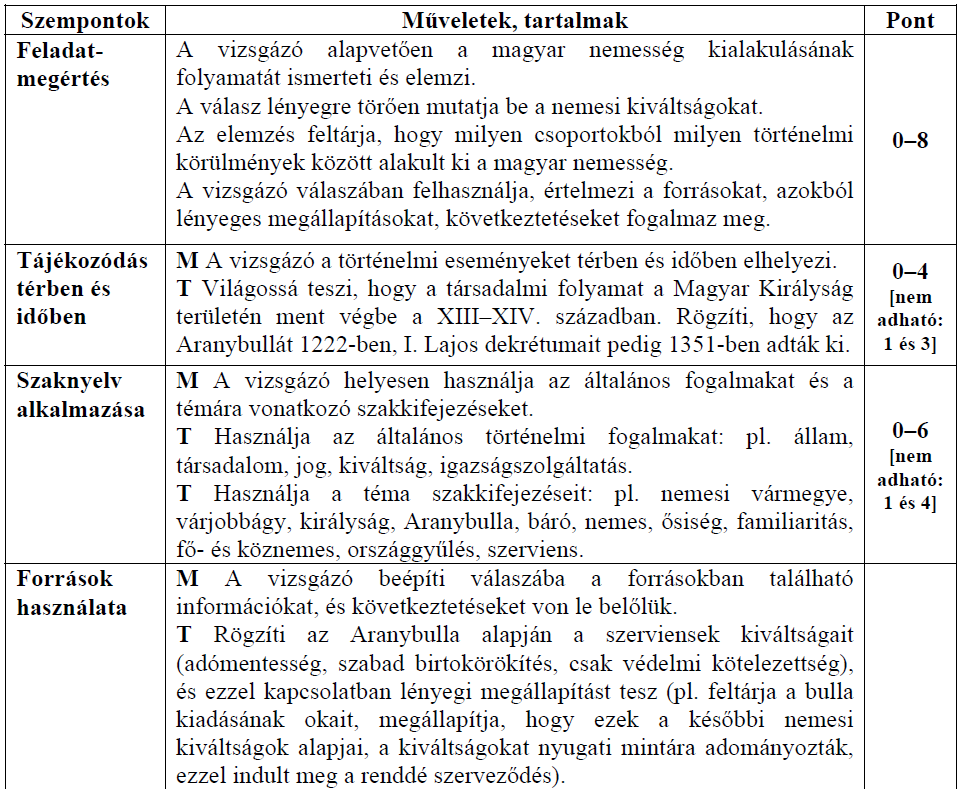 Szempontok Műveletek, tartalmak Pont
Feladat-
megértés
A vizsgázó alapvetően a magyar nemesség kialakulásának
folyamatát ismerteti és elemzi.
A válasz lényegre törően mutatja be a nemesi kiváltságokat.
Az elemzés feltárja, hogy milyen csoportokból milyen történelmi
körülmények között alakult ki a magyar nemesség.
A vizsgázó válaszában felhasználja, értelmezi a forrásokat, azokból
lényeges megállapításokat, következtetéseket fogalmaz meg.
0–8
Tájékozódás
térben és
időben
M A vizsgázó a történelmi eseményeket térben és időben elhelyezi.
T Világossá teszi, hogy a társadalmi folyamat a Magyar Királyság
területén ment végbe a XIII–XIV. században. Rögzíti, hogy az
Aranybullát 1222-ben, I. Lajos dekrétumait pedig 1351-ben adták ki.
0–4
[nem
adható:
1 és 3]
Szaknyelv
alkalmazása
M A vizsgázó helyesen használja az általános fogalmakat és a
témára vonatkozó szakkifejezéseket.
T Használja az általános történelmi fogalmakat: pl. állam,
társadalom, jog, kiváltság, igazságszolgáltatás.
T Használja a téma szakkifejezéseit: pl. nemesi vármegye,
várjobbágy, királyság, Aranybulla, báró, nemes, ősiség, familiaritás,
fő- és köznemes, országgyűlés, szerviens.
0–6
[nem
adható:
1 és 4]
Források
használata
M A vizsgázó beépíti válaszába a forrásokban található
információkat, és következtetéseket von le belőlük.
T Rögzíti az Aranybulla alapján a szerviensek kiváltságait
(adómentesség, szabad birtokörökítés, csak védelmi kötelezettség),
és ezzel kapcsolatban lényegi megállapítást tesz (pl. feltárja a bulla
kiadásának okait, megállapítja, hogy ezek a későbbi nemesi
kiváltságok alapjai, a kiváltságokat nyugati mintára adományozták,
ezzel indult meg a renddé szerveződés).